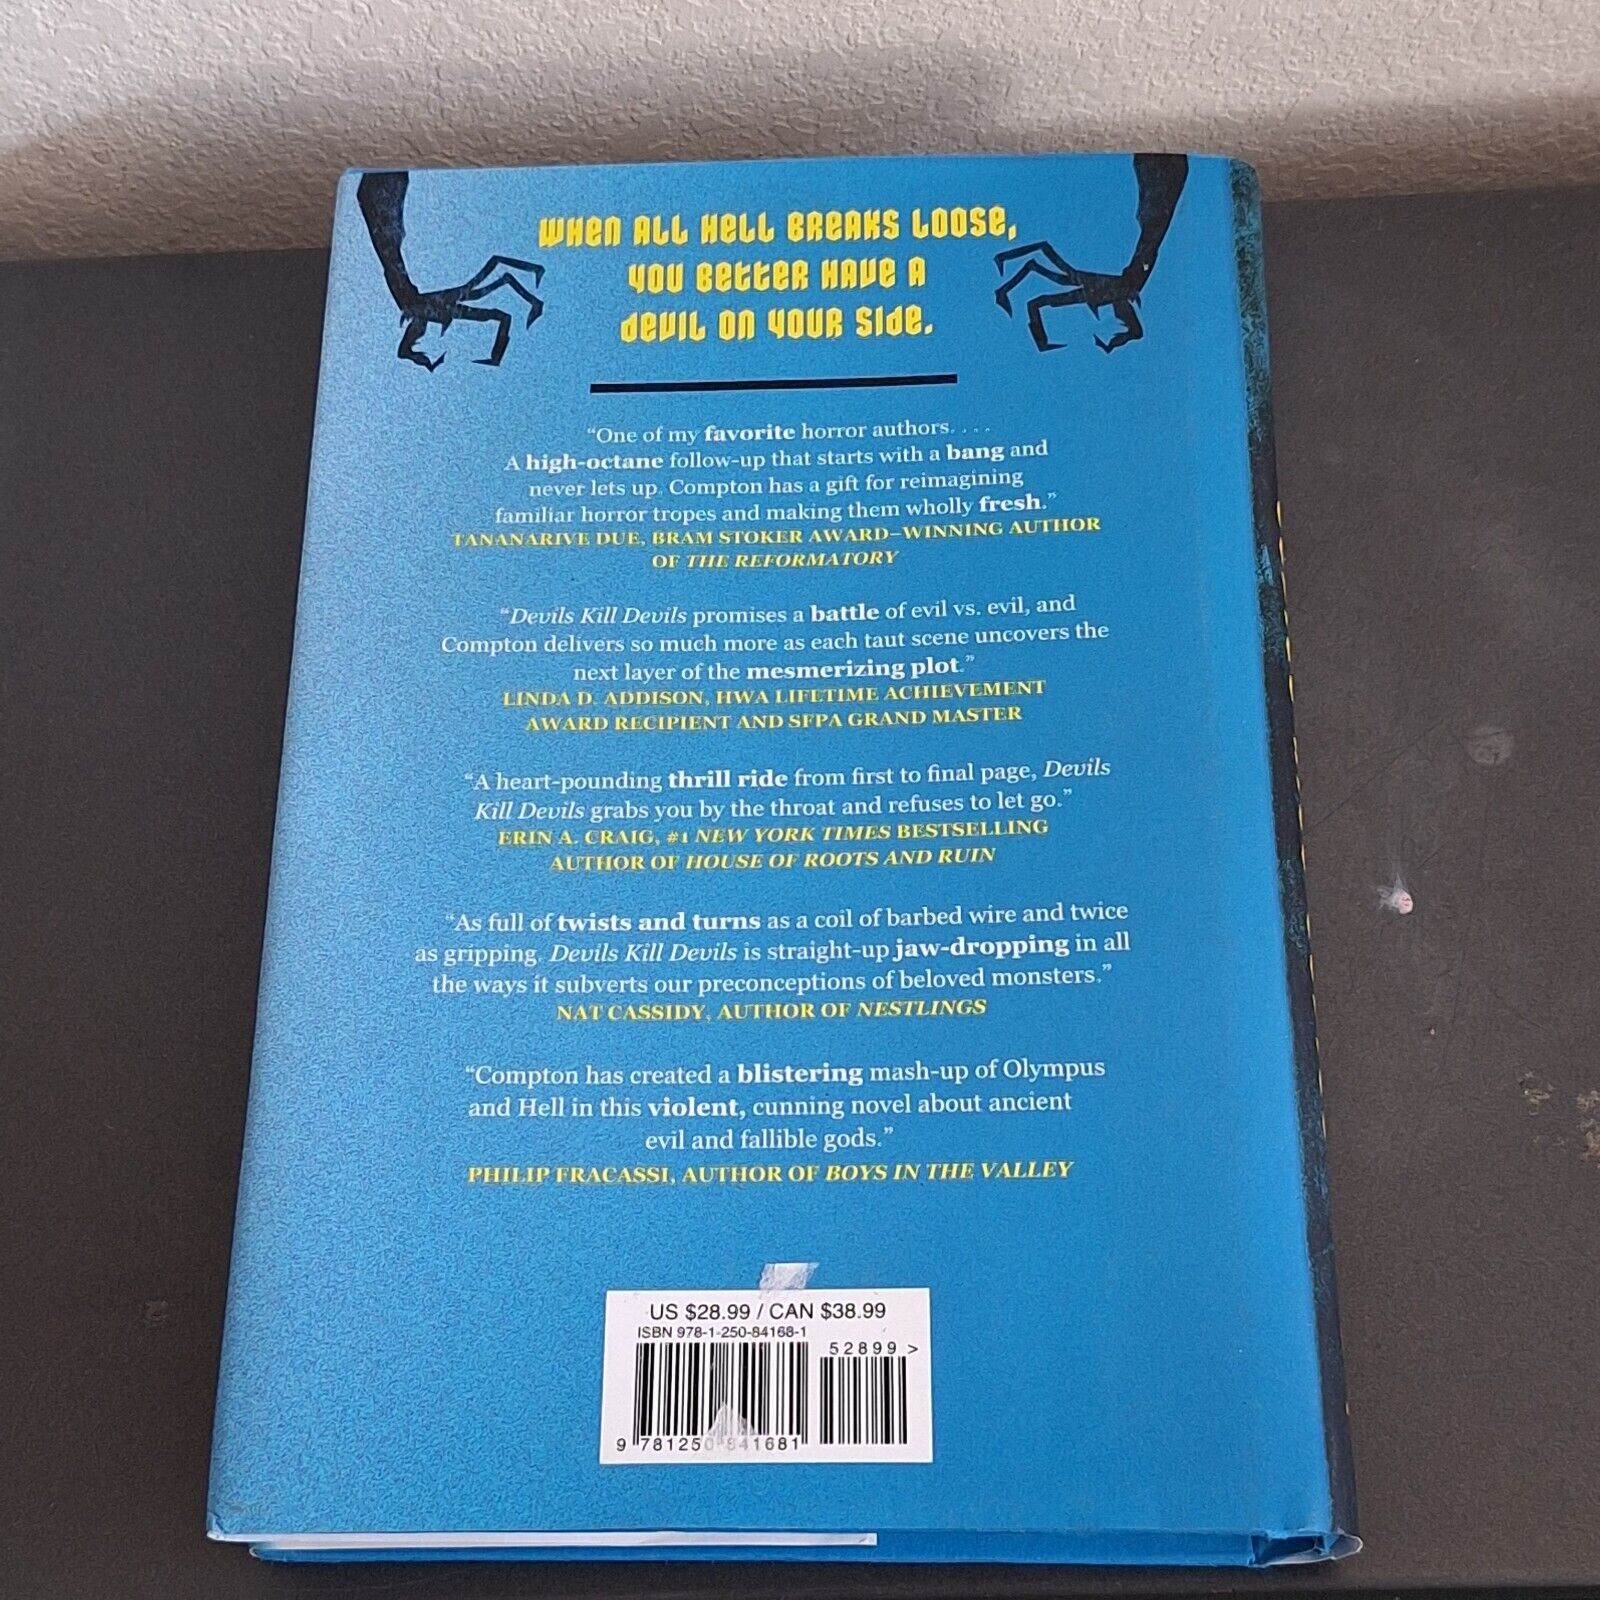 WHEN ALL HELL BREAKS LOOSE,
YOU BETTER HAVE A
DEVIL ON YOUR SIDE.
“One of my favorite horror authors. . . .
A high-octane follow-up that starts with a bang and
never lets up. Compton has a gift for reimagining
familiar horror tropes and making them wholly fresh.”
TANANARIVE DUE, BRAM STOKER AWARD–WINNING AUTHOR
OF THE REFORMATORY
“Devils Kill Devils promises a battle of evil vs. evil, and
Compton delivers so much more as each taut scene uncovers the
next layer of the mesmerizing plot.”
LINDA D. ADDISON, HWA LIFETIME ACHIEVEMENT
AWARD RECIPIENT AND SFPA GRAND MASTER
“A heart-pounding thrill ride from first to final page, Devils
Kill Devils grabs you by the throat and refuses to let go.”
ERIN A. CRAIG, #1 NEW YORK TIMES BESTSELLING
AUTHOR OF HOUSE OF ROOTS AND RUIN
“As full of twists and turns as a coil of barbed wire and twice
as gripping. Devils Kill Devils is straight-up jaw-dropping in all
the ways it subverts our preconceptions of beloved monsters.”
NAT CASSIDY, AUTHOR OF NESTLINGS
“Compton has created a blistering mash-up of Olympus
and Hell in this violent, cunning novel about ancient
evil and fallible gods.”
PHILIP FRACASSI, AUTHOR OF BOYS IN THE VALLEY
US $28.99 / CAN $38.99
ISBN 978-1-250-84168-1
52899>
9 781250 841681